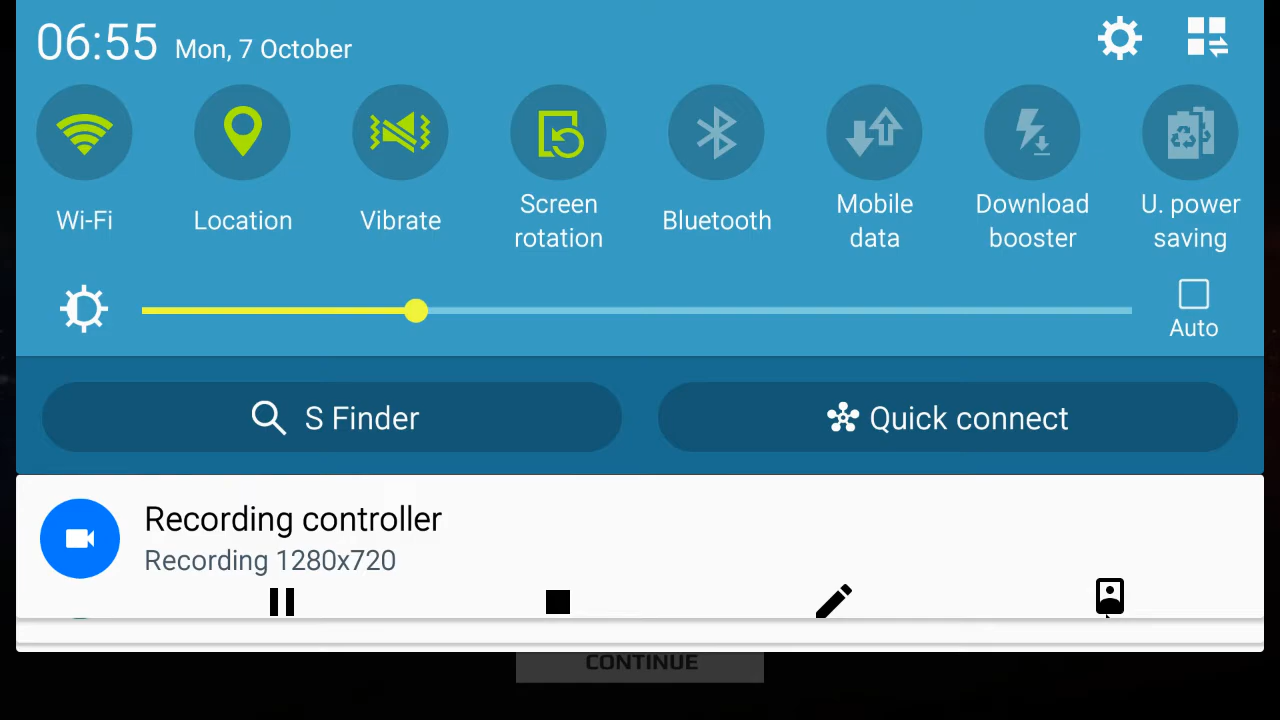 06:55 Mon, 7 October
Wi-Fi
Location
Vibrate
Screen
rotation
Bluetooth
Mobile
data
Download
booster
U. power
saving
Auto
S Finder
Quick connect
Recording controller
Recording 1280x720
CONTINUE